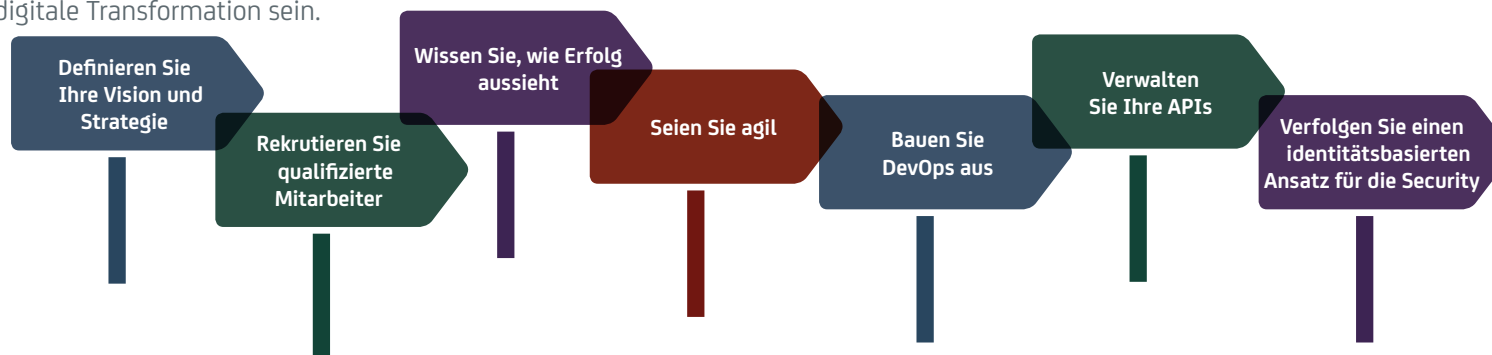 digitale Transformation sein.
Definieren Sie
Ihre Vision und
Strategie
Rekrutieren Sie
qualifizierte
Mitarbeiter
Wissen Sie, wie Erfolg
aussieht
Seien Sie agil
Bauen Sie
DevOps aus
Verwalten
Sie Ihre APIs
Verfolgen Sie einen
identitätsbasierten
Ansatz für die Security